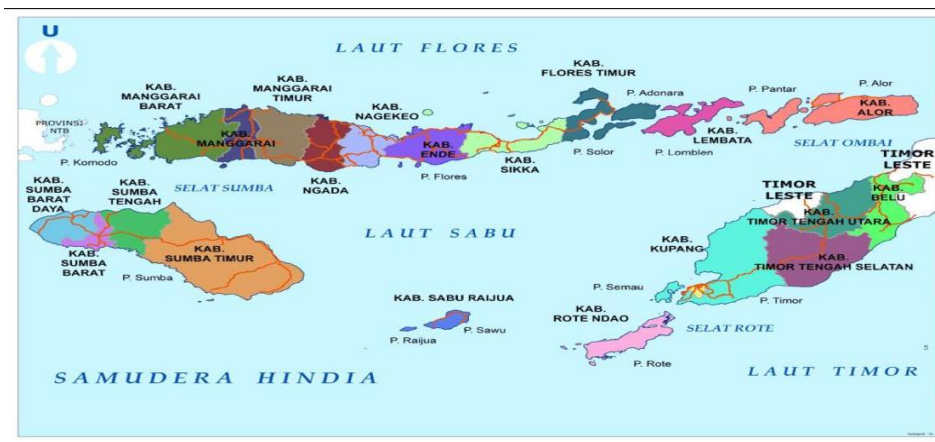 U
LAUT FLORES
KAB.
MANGGARAI
BARAT
KAB.
MANGGARAI
TIMUR
KAB.
NAGEKEO
KAB.
FLORES TIMUR
P. Adonara
P. Pantar
P. Alor
KAB.
ALOR
PROVINSI
NTB
KAB.
MANGGARAI
KAB.
ENDE
KAB.
SIKKA
P. Solor
P. Lomblen
KAB.
LEMBATA
SELAT OMBAI
P. Komodo
KAB.
NGADA
P. Flores
SELAT SUMBA
TIMOR
LESTE
KAB.
SUMBA
BARAT
DAYA
KAB.
SUMBA
TENGAH
TIMOR
LESTE
KAB.
BELU
LAUT SABU
KAB.
TIMOR TENGAH UTARA
KAB.
SUMBA TIMUR
KAB.
KUPANG
KAB.
TIMOR TENGAH SELATAN
KAB.
SUMBA
BARAT
P. Sumba
P. Semau
P. Timor
KAB. SABU RAIJUA
KAB.
ROTE NDAO
P. Sawu
P. Raijua
SELAT ROTE
P. Rote
SAMUDERA HINDIA
LAUT TIMOR